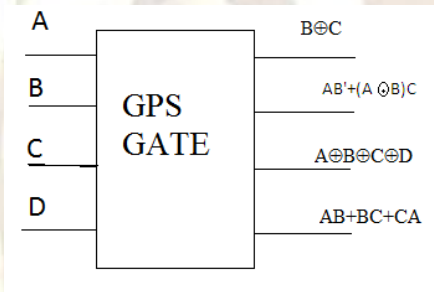 A
B⊕C
B
AB'+(A⊙B)C
GPS
GATE
C
A⊕B⊕C⊕D
D
AB+BC+CA